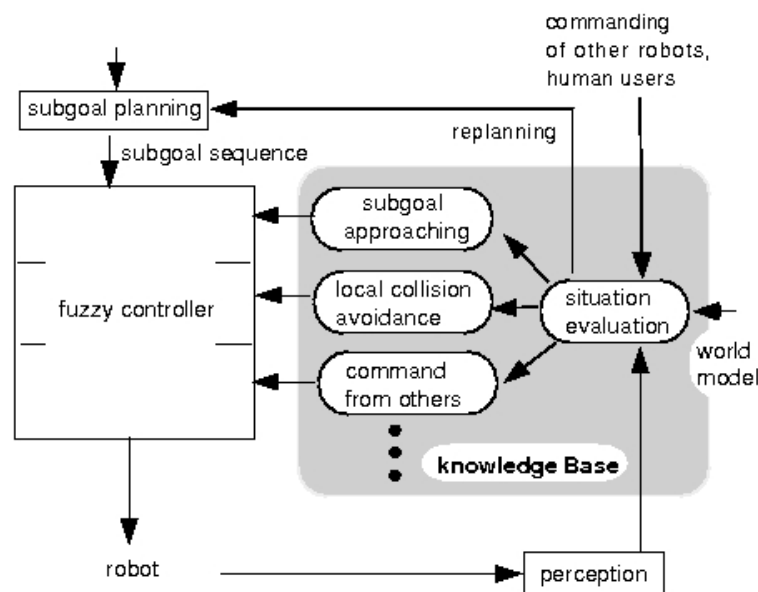 commanding
of other robots,
human users
subgoal planning
replanning
subgoal sequence
subgoal
approaching
local collision
avoidance
situation
evaluation
fuzzy controller
world
model
command
from others
knowledge Base
robot
perception